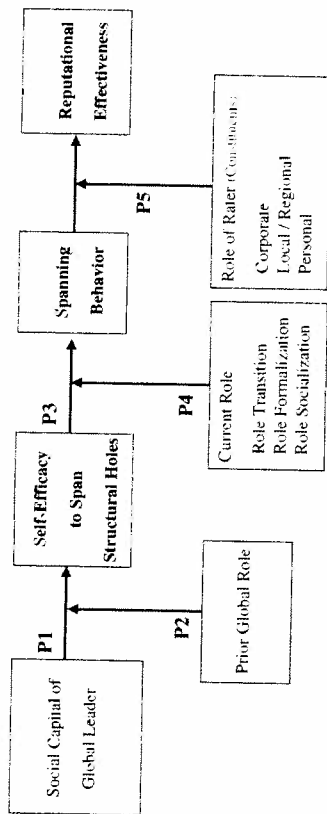 Social Capital of
Global Leader
P1
Self-Efficacy
to Span
Structural Holes
P3
Spanning
Behavior
Reputational
Effectiveness
P2
Prior Global Role
P4
Current Role
Role Transition
Role Formalization
Role Socialization
P5
Role of Rater (Constituents)
Corporate
Local / Regional
Personal